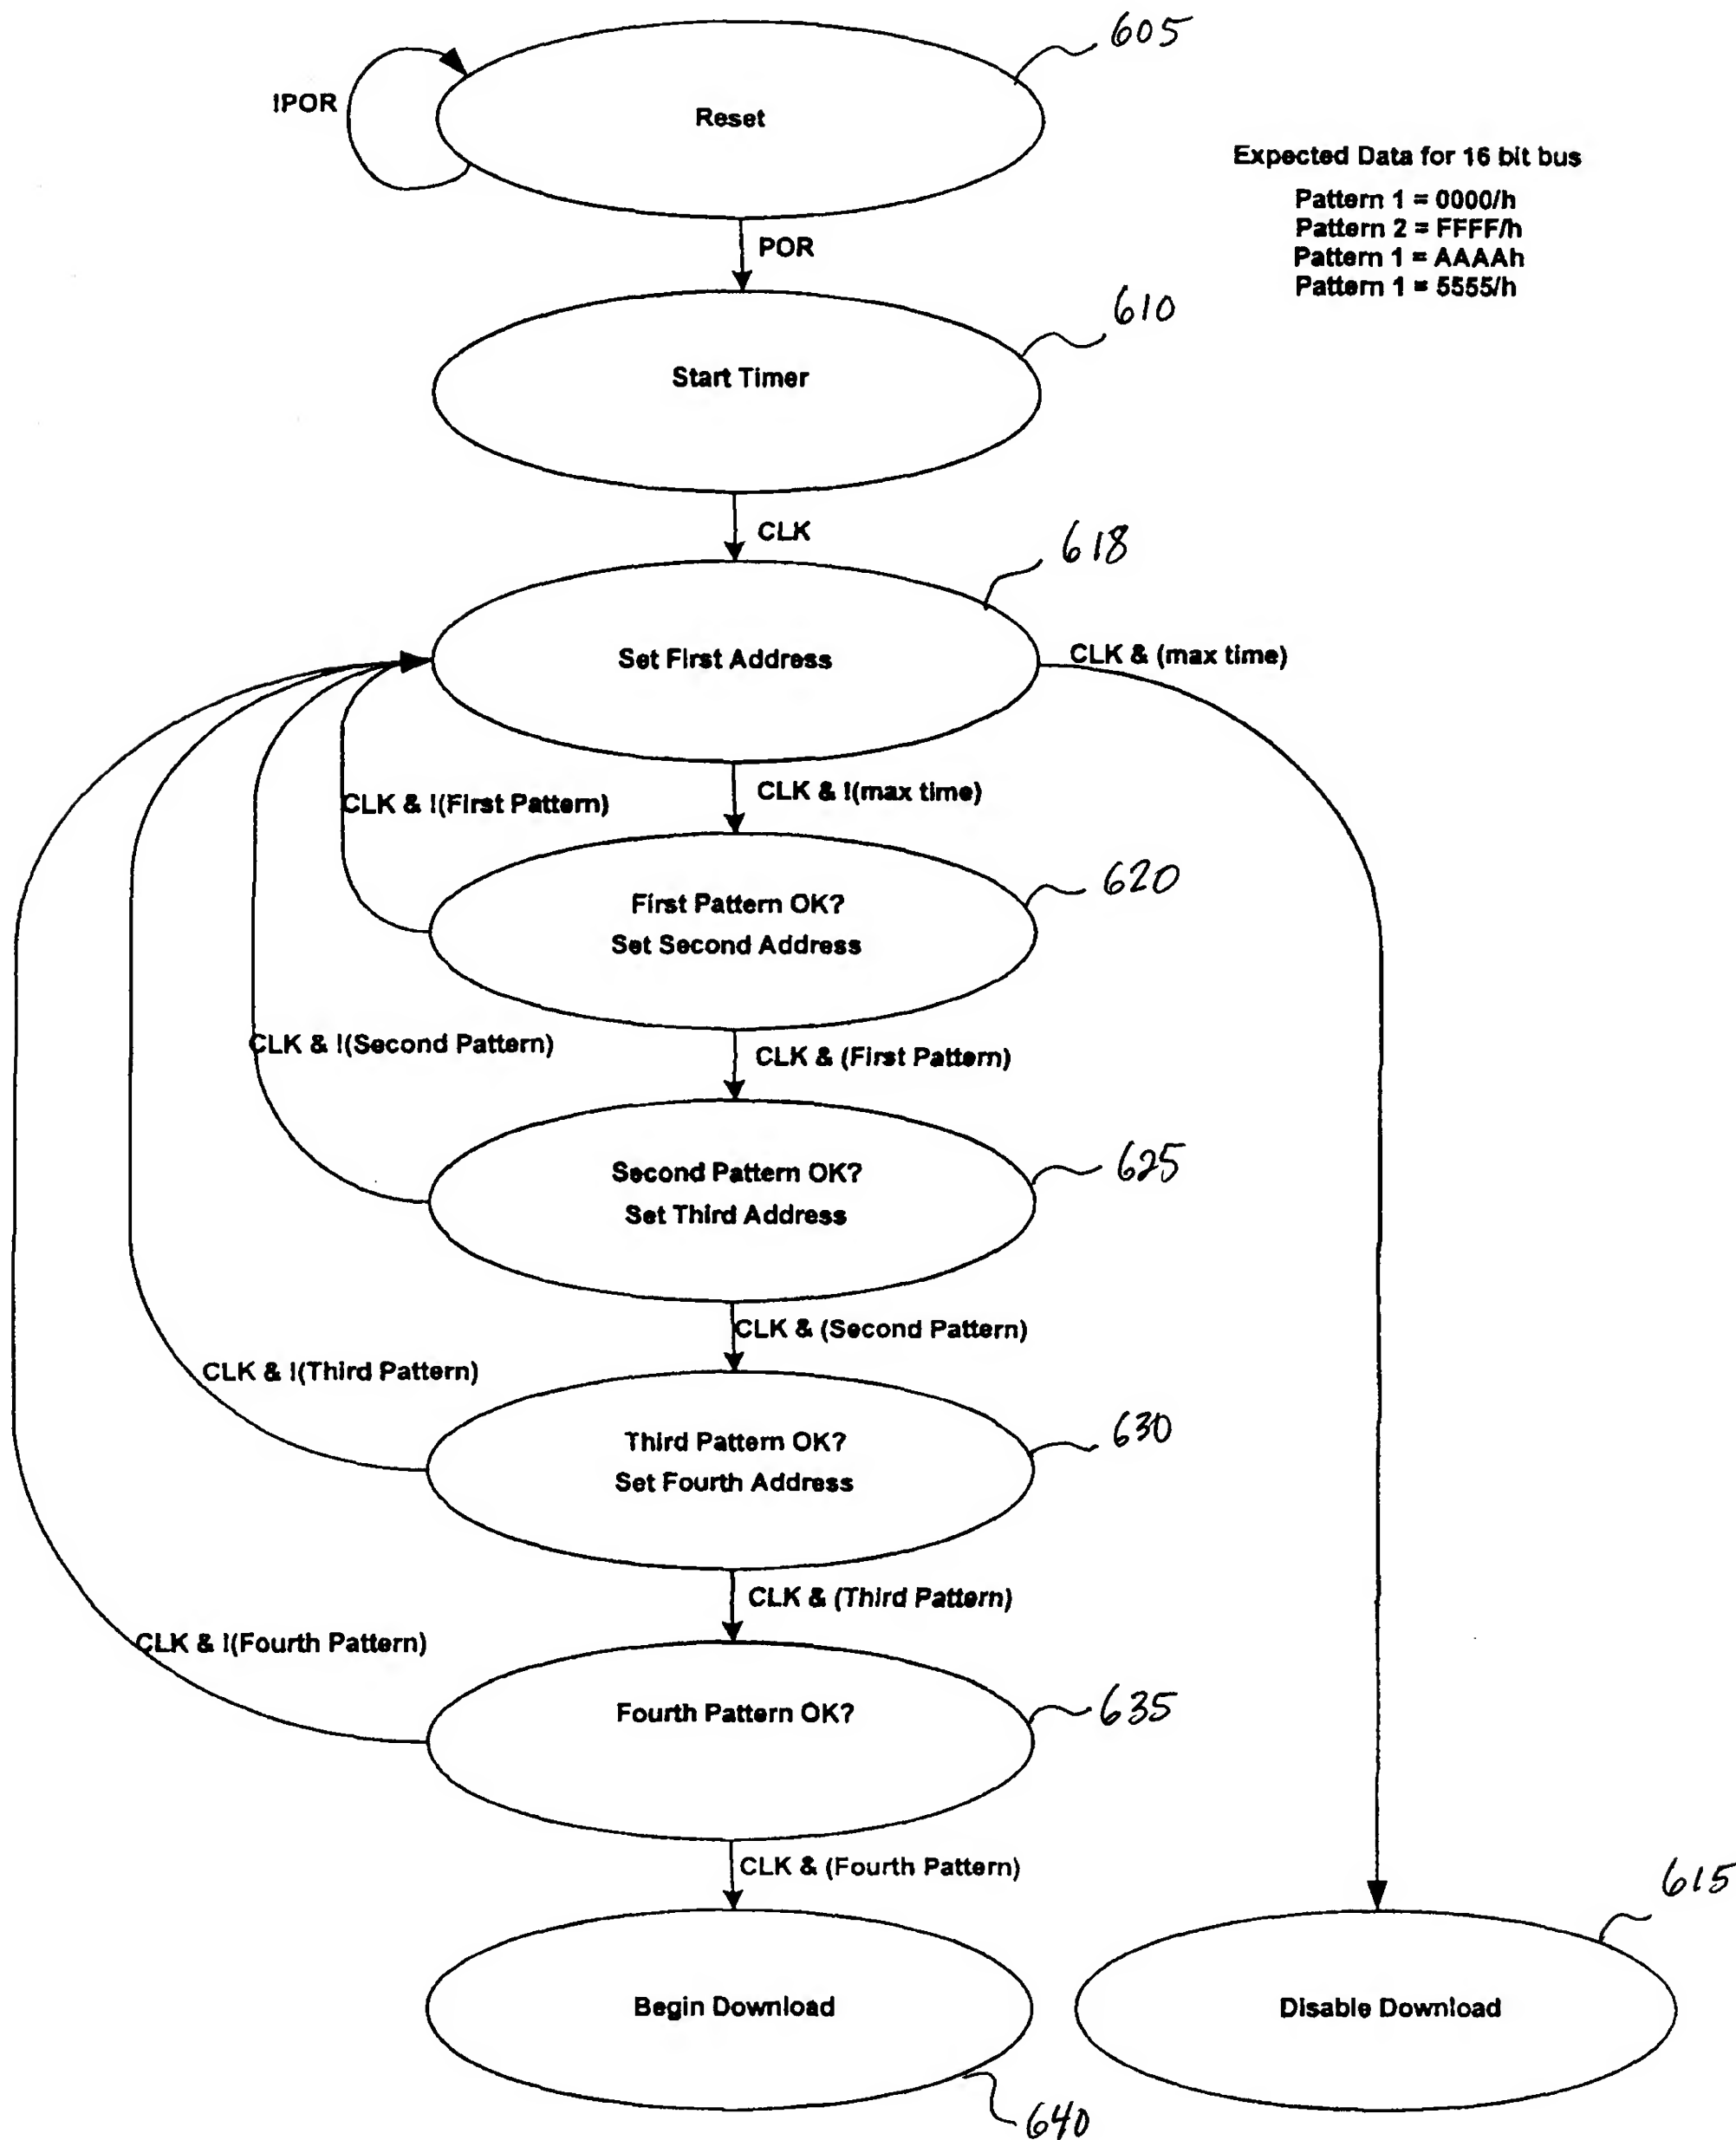 605
!POR
Reset
Expected Data for 16 bit bus
Pattern 1 = 0000/h
Pattern 2 = FFFF/h
Pattern 1 = AAAAh
Pattern 1 = 5555/h
POR
610
Start Timer
CLK
618
Set First Address
CLK & (max time)
CLK & !(First Pattern)
CLK & !(max time)
620
First Pattern OK?
Set Second Address
CLK & !(Second Pattern)
CLK & (First Pattern)
625
Second Pattern OK?
Set Third Address
CLK & (Second Pattern)
CLK & !(Third Pattern)
630
Third Pattern OK?
Set Fourth Address
CLK & (Third Pattern)
CLK & !(Fourth Pattern)
635
Fourth Pattern OK?
CLK & (Fourth Pattern)
615
Begin Download
Disable Download
640